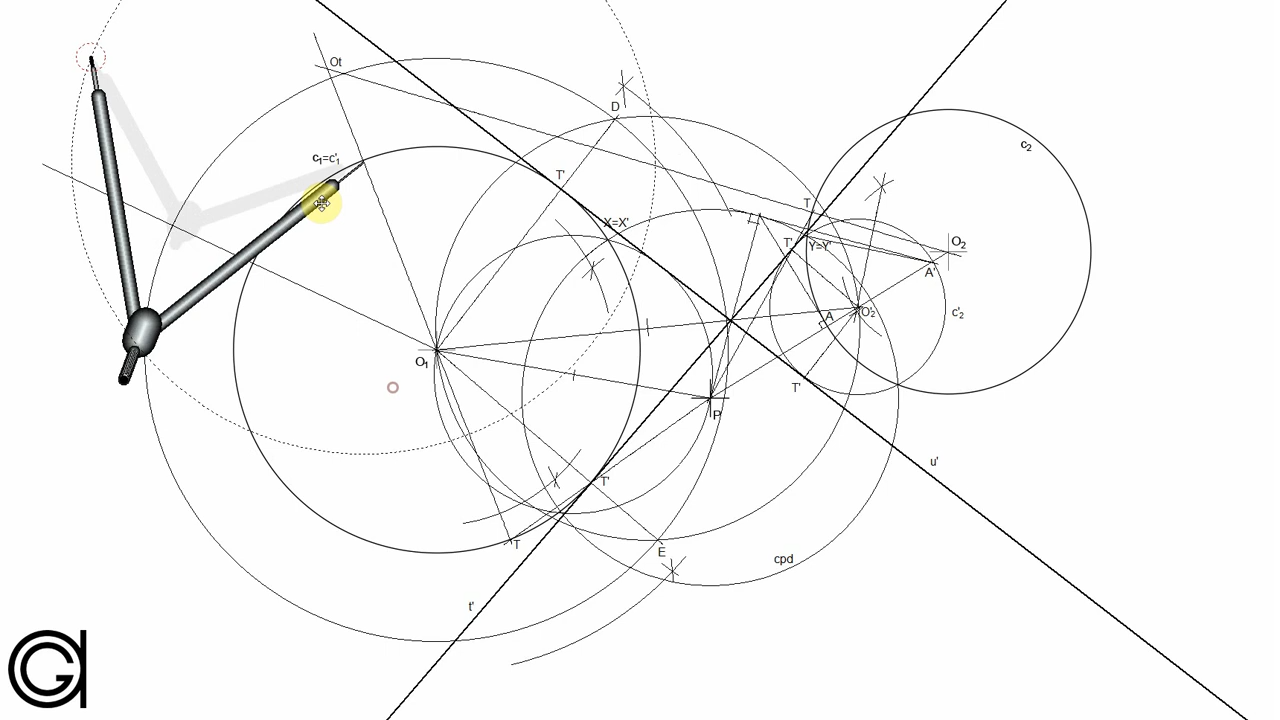 Ot
D
c₁=c'₁
c₂
T'
T
X=X'
T'
Y=Y'
O₂
A'
A
O'₂
c'₂
O₁
T'
P
u'
T'
T
E
cpd
t'